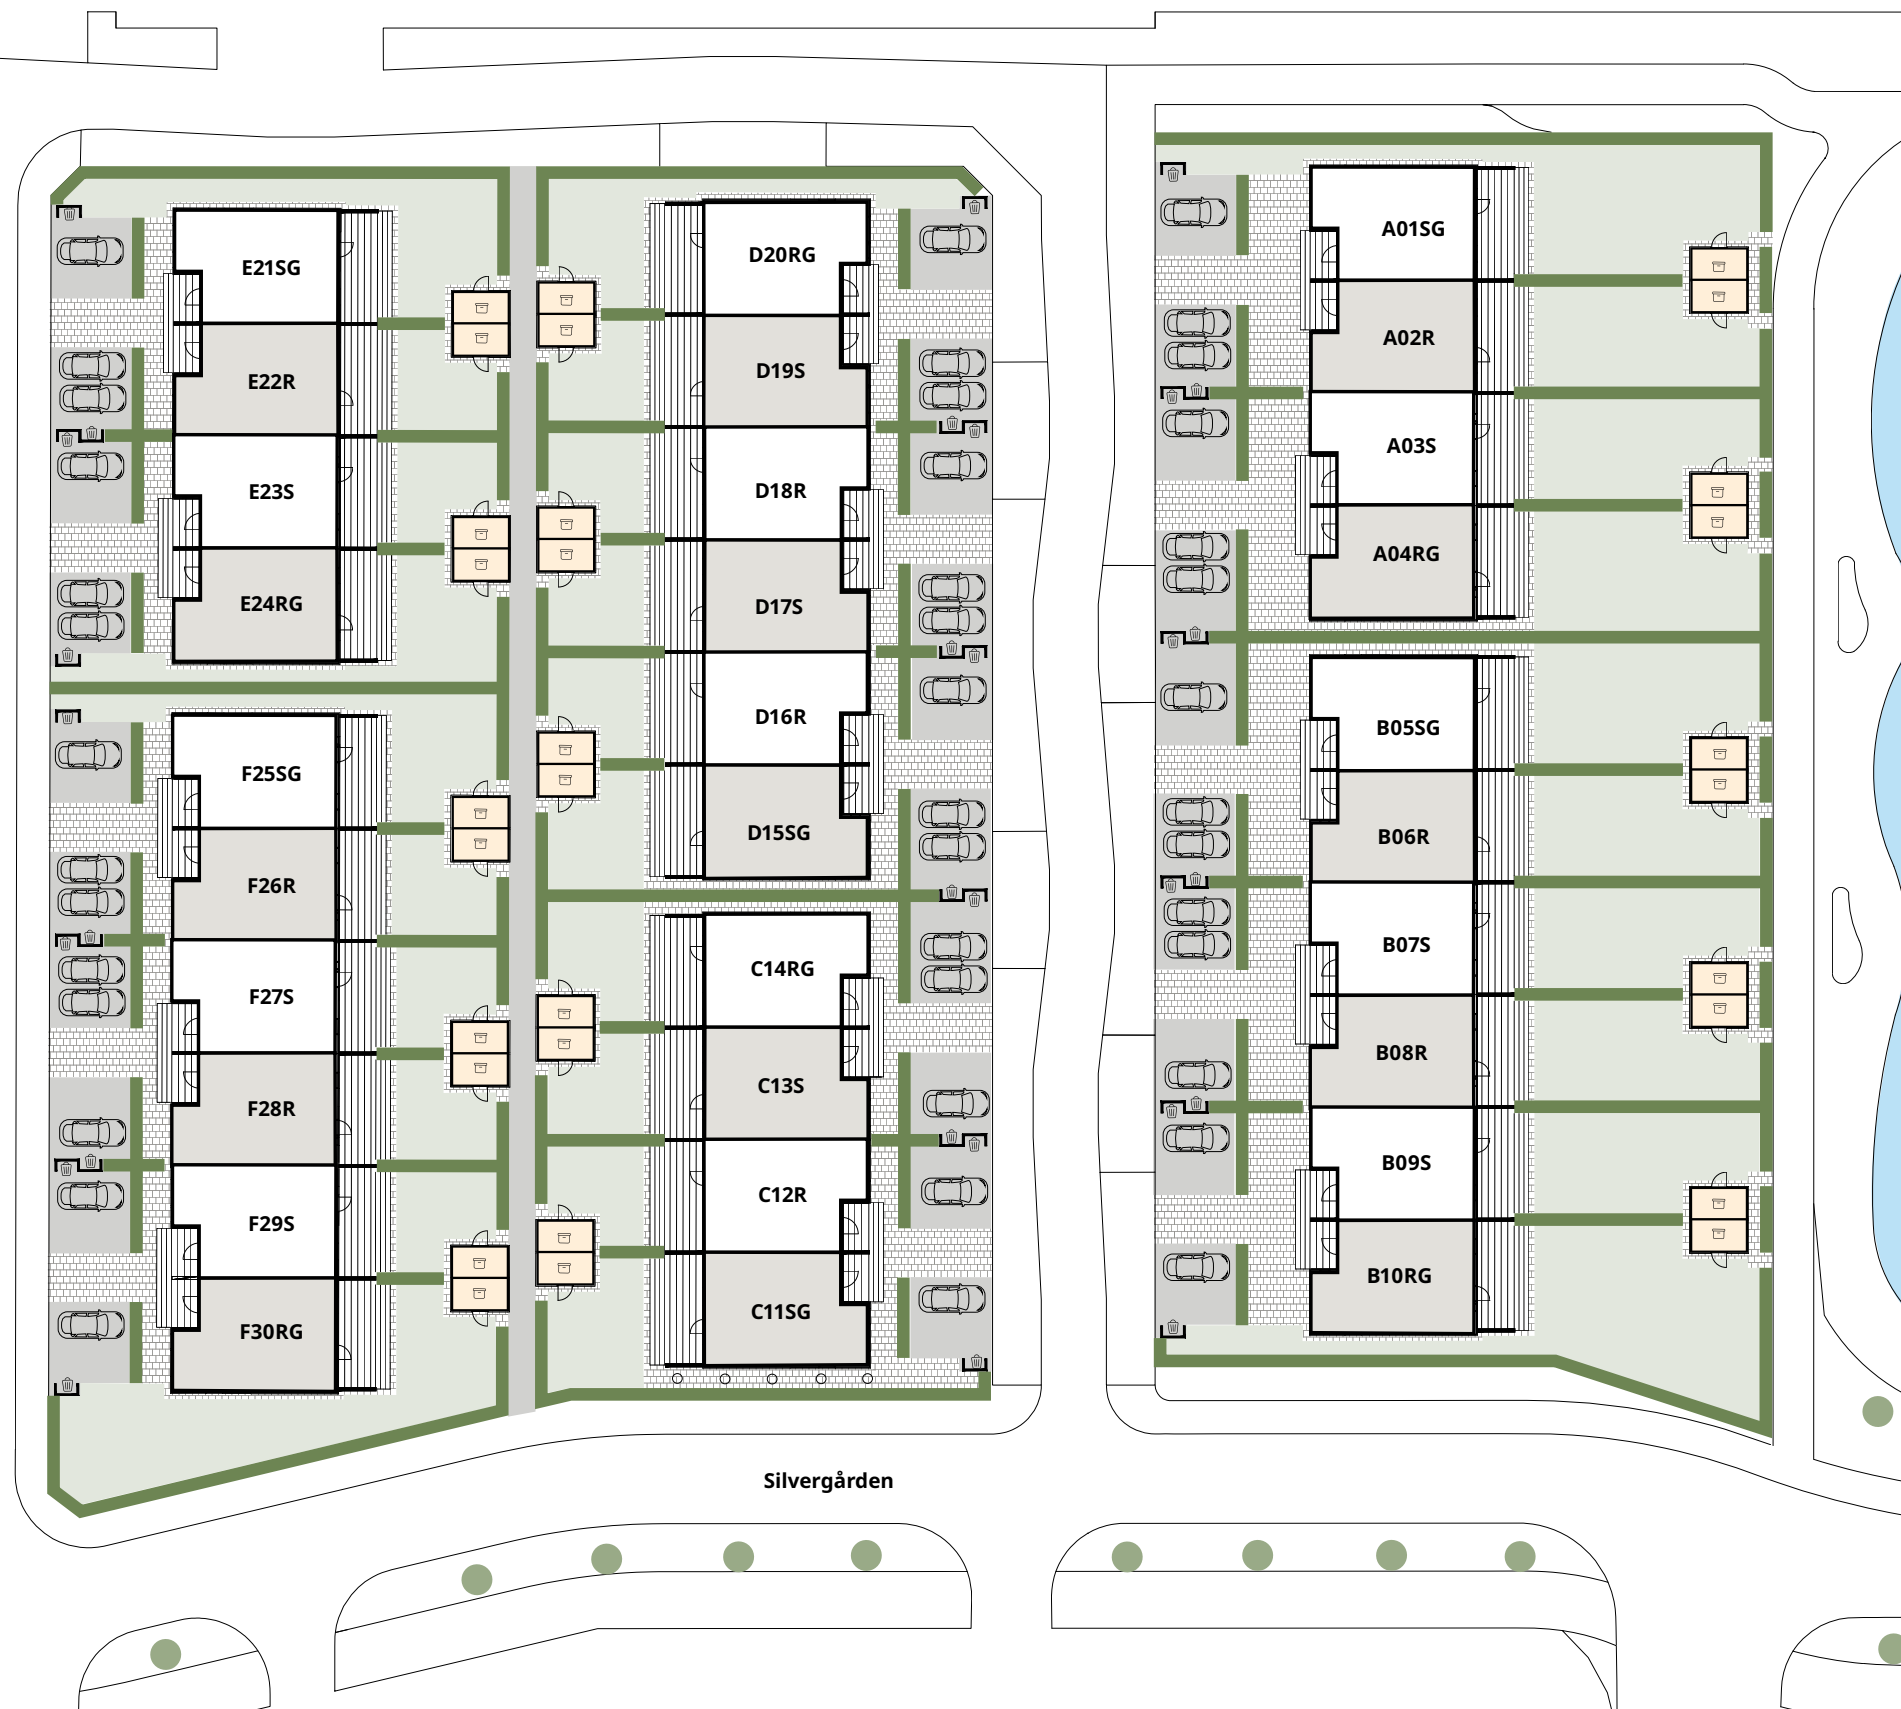 E21SG
E22R
E23S
E24RG
F25SG
F26R
F27S
F28R
F29S
F30RG
D20RG
D19S
D18R
D17S
D16R
D15SG
C14RG
C13S
C12R
C11SG
A01SG
A02R
A03S
A04RG
B05SG
B06R
B07S
B08R
B09S
B10RG
Silvergården